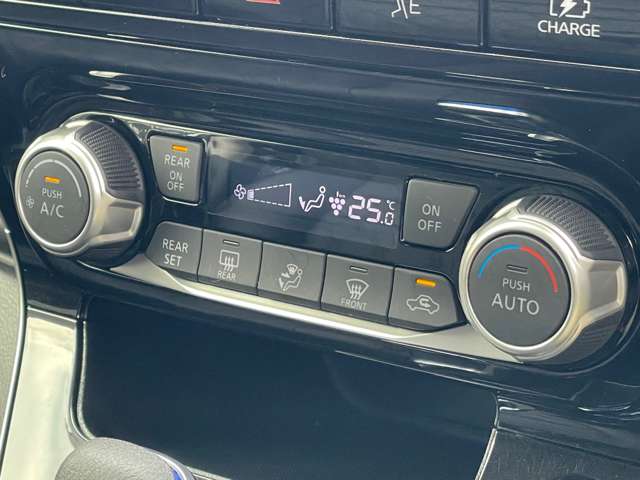 E
CHARGE
REAR
ON
OFF
PUSH
A/C
25.0
°C
ON
OFF
REAR
SET
REAR
FRONT
PUSH
AUTO